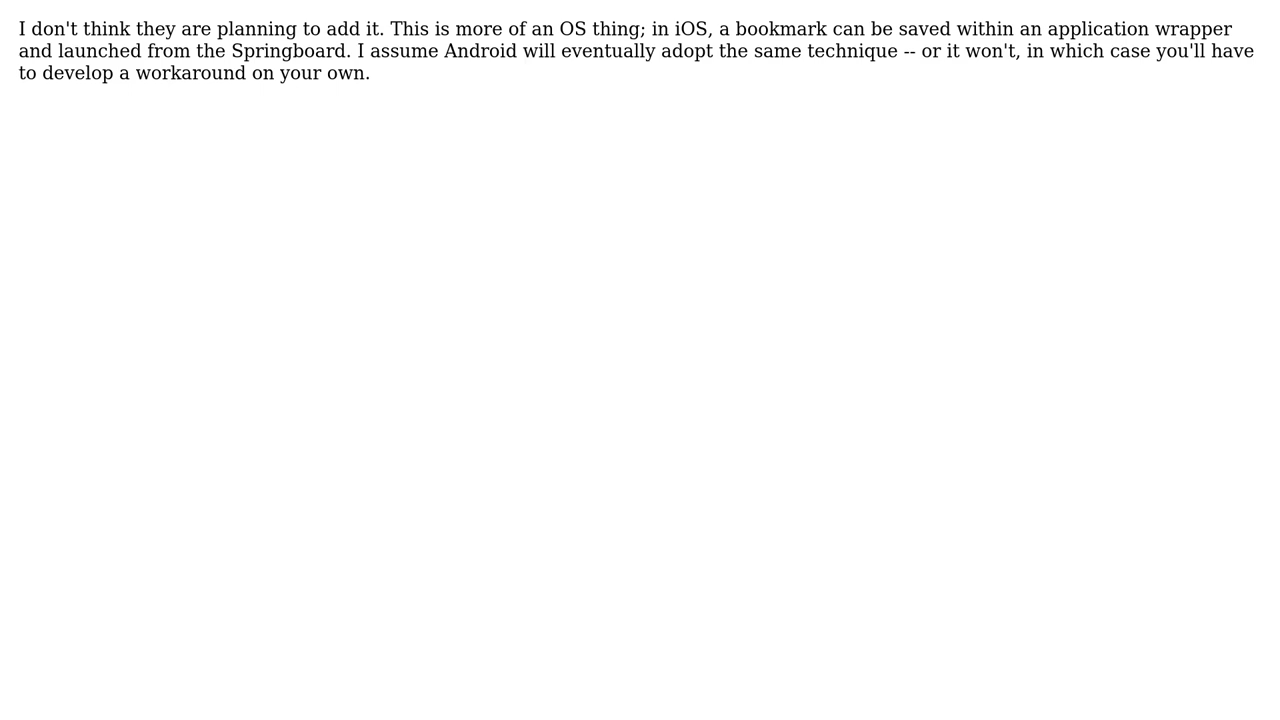 I don't think they are planning to add it. This is more of an OS thing; in iOS, a bookmark can be saved within an application wrapper
and launched from the Springboard. I assume Android will eventually adopt the same technique -- or it won't, in which case you'll have
to develop a workaround on your own.